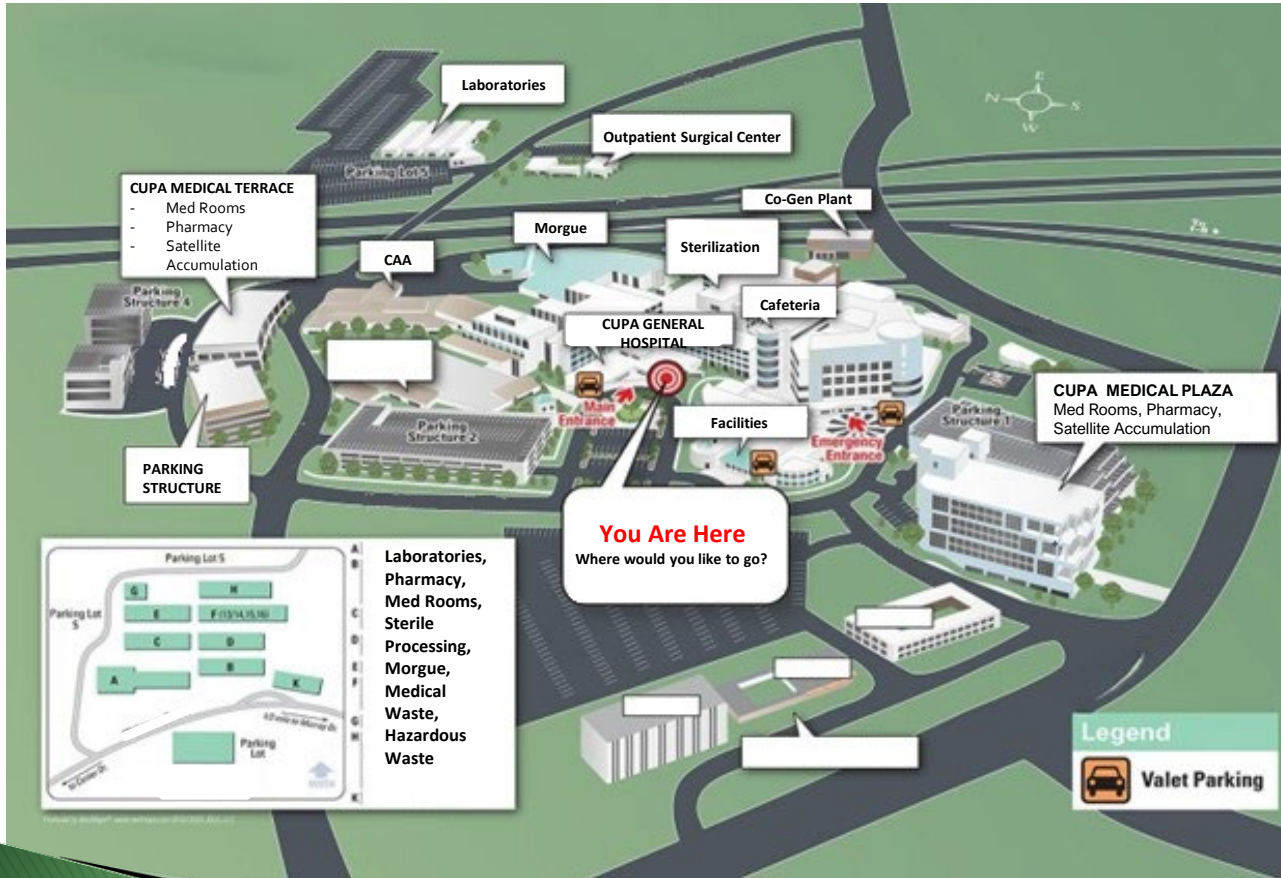 Laboratories
Outpatient Surgical Center
N
E
S
W
Parking Lot 5
CUPA MEDICAL TERRACE
- Med Rooms
- Pharmacy
- Satellite
Accumulation
Co-Gen Plant
Morgue
Sterilization
CAA
Parking
Structure 4
Cafeteria
CUPA GENERAL
HOSPITAL
Main
Entrance
Facilities
Emergency
Entrance
Parking
Structure 1
CUPA MEDICAL PLAZA
Med Rooms, Pharmacy,
Satellite Accumulation
Parking
Structure 2
PARKING
STRUCTURE
You Are Here
Where would you like to go?
Parking Lot 5
Parking Lot
5
G
H
E
F (13/14,15,16)
C
D
B
A
K
Parking
Lot
to Center Dr.
A
B
C
D
E
F
G
H
K
Laboratories,
Pharmacy,
Med Rooms,
Sterile
Processing,
Morgue,
Medical
Waste,
Hazardous
Waste
Legend
Valet Parking